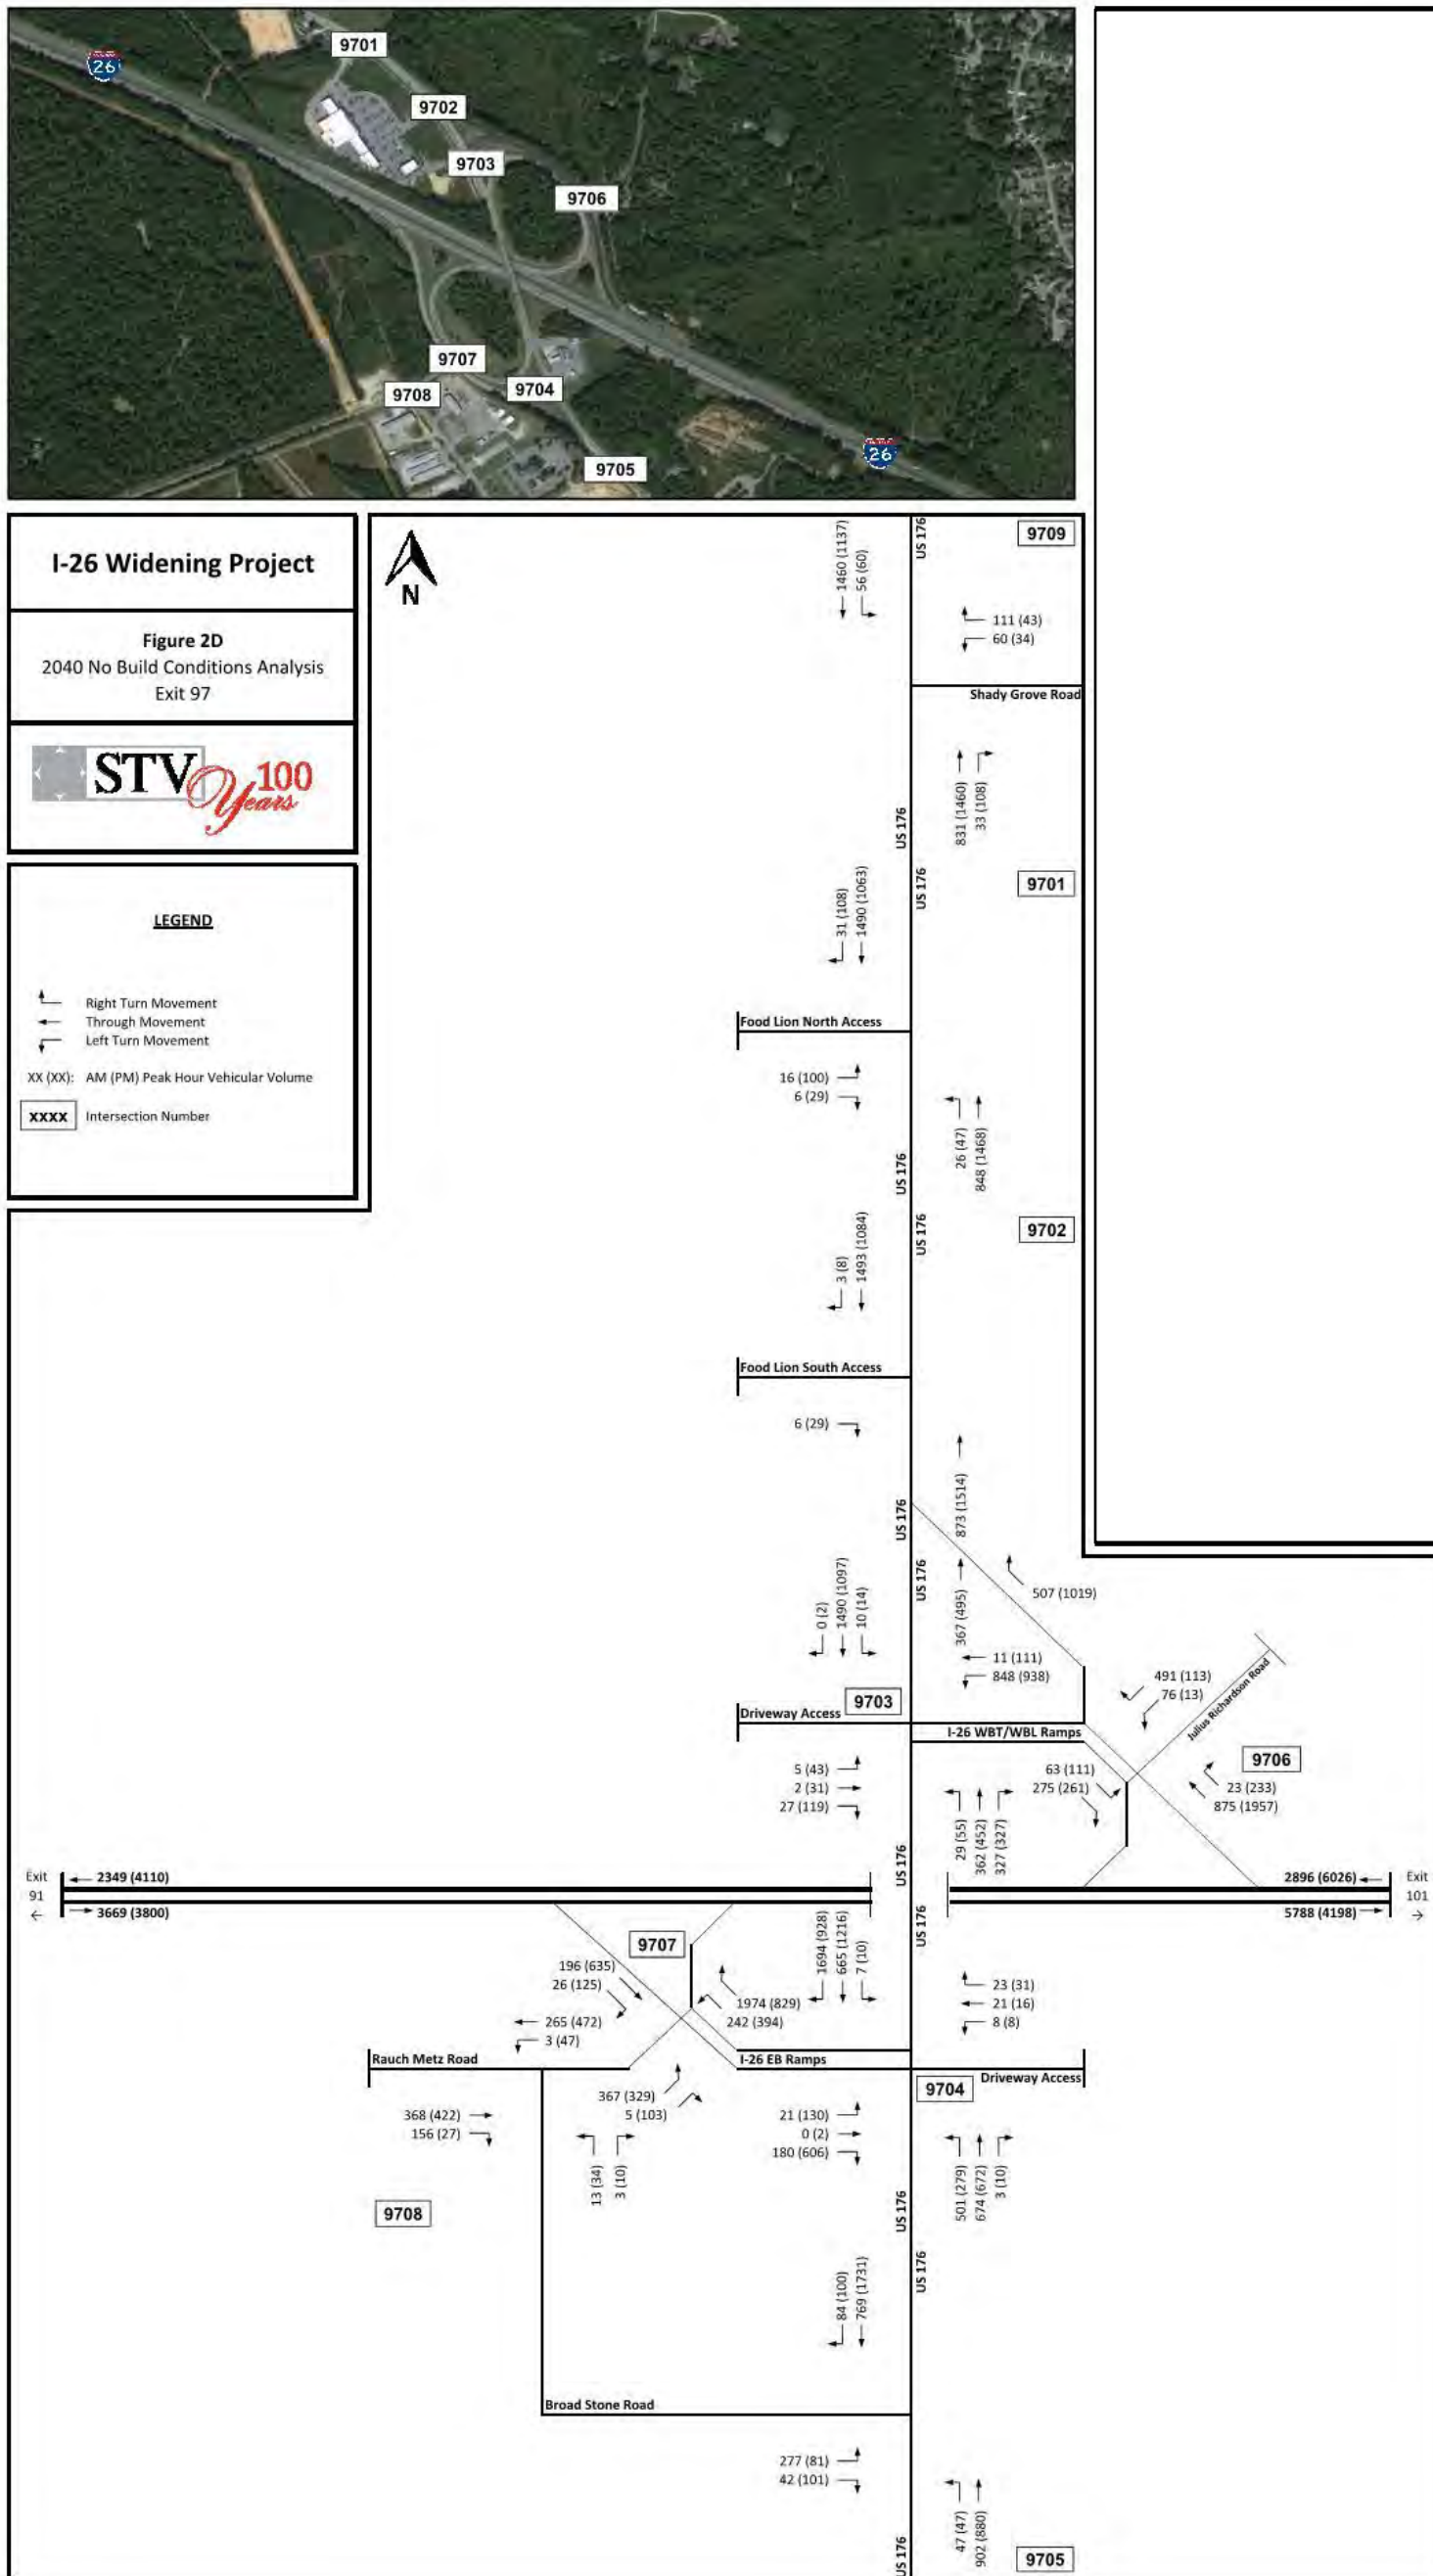 26
9701
9702
9703
9706
9707
9708
9704
9705
26
I-26 Widening Project
Figure 2D
2040 No Build Conditions Analysis
Exit 97
STV 100
Years
LEGEND
Right Turn Movement
Through Movement
Left Turn Movement
XX (XX): AM (PM) Peak Hour Vehicular Volume
XXXX Intersection Number
N
1460 (1137)
56 (60)
US 176
9709
111 (43)
60 (34)
Shady Grove Road
831 (1460)
33 (108)
US 176
US 176
9701
31 (108)
1490 (1063)
Food Lion North Access
16 (100)
6 (29)
26 (47)
848 (1468)
US 176
US 176
9702
3 (8)
1493 (1084)
Food Lion South Access
6 (29)
873 (1514)
US 176
US 176
0 (2)
1490 (1097)
10 (14)
367 (495)
507 (1019)
11 (111)
848 (938)
9703
Driveway Access
I-26 WBT/WBL Ramps
491 (113)
76 (13)
Julius Richardson Road
9706
5 (43)
2 (31)
27 (119)
63 (111)
275 (261)
23 (233)
875 (1957)
29 (55)
362 (452)
327 (327)
US 176
Exit
91
←
2349 (4110)
3669 (3800)
2896 (6026)
5788 (4198)
Exit
101
→
US 176
9707
1694 (928)
665 (1216)
7 (10)
196 (635)
26 (125)
1974 (829)
242 (394)
23 (31)
21 (16)
8 (8)
265 (472)
3 (47)
Rauch Metz Road
I-26 EB Ramps
Driveway Access
9704
367 (329)
5 (103)
368 (422)
156 (27)
21 (130)
0 (2)
180 (606)
13 (34)
3 (10)
501 (279)
674 (672)
3 (10)
9708
US 176
US 176
84 (100)
769 (1731)
Broad Stone Road
277 (81)
42 (101)
47 (47)
902 (880)
US 176
9705